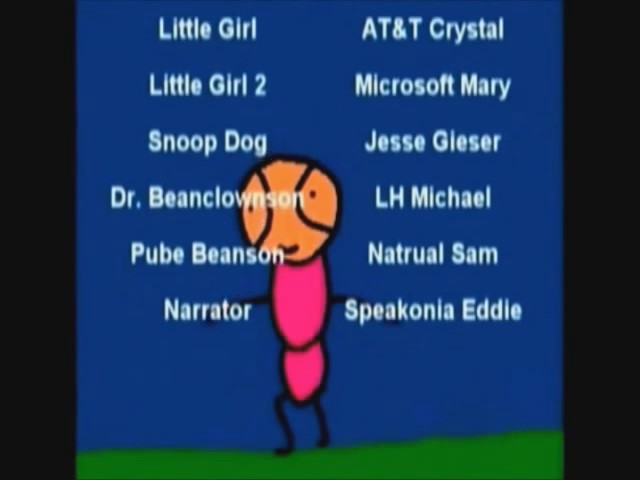 Little Girl AT&T Crystal
Little Girl 2 Microsoft Mary
Snoop Dog Jesse Gieser
Dr. Beanclownson LH Michael
Pube Beanson Natrual Sam
Narrator Speakonia Eddie